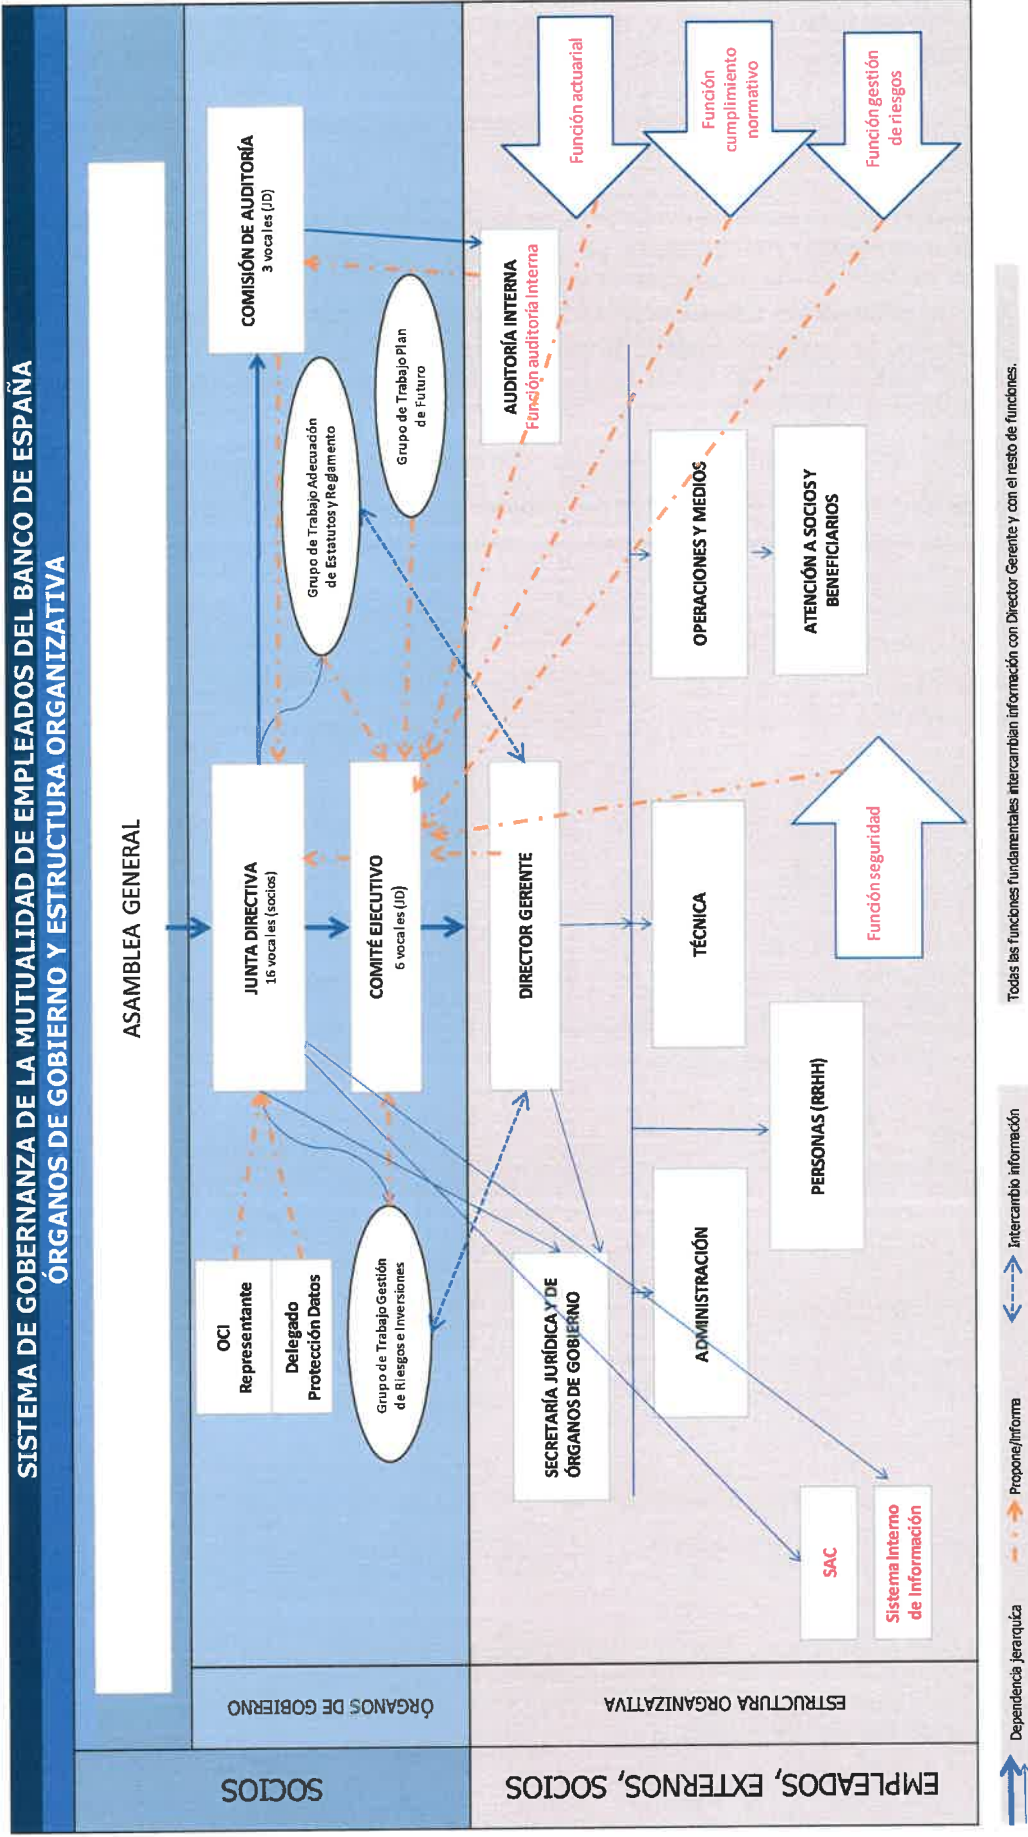 SISTEMA DE GOBERNANZA DE LA MUTUALIDAD DE EMPLEADOS DEL BANCO DE ESPAÑA
ÓRGANOS DE GOBIERNO Y ESTRUCTURA ORGANIZATIVA
SOCIOS
ÓRGANOS DE GOBIERNO
ASAMBLEA GENERAL
OCI
Representante
Delegado
Protección Datos
JUNTA DIRECTIVA
16 vocales (socios)
COMISIÓN DE AUDITORÍA
3 vocales (JD)
Grupo de Trabajo Adecuación
de Estatutos y Reglamento
Grupo de Trabajo Gestión
de Riesgos e Inversiones
COMITÉ EJECUTIVO
6 vocales (JD)
Grupo de Trabajo Plan
de Futuro
EMPLEADOS, EXTERNOS, SOCIOS
ESTRUCTURA ORGANIZATIVA
DIRECTOR GERENTE
AUDITORÍA INTERNA
Función auditoría Interna
Función actuarial
SECRETARÍA JURÍDICA Y DE
ÓRGANOS DE GOBIERNO
ADMINISTRACIÓN
TÉCNICA
OPERACIONES Y MEDIOS
Función
cumplimiento
normativo
PERSONAS (RRHH)
ATENCIÓN A SOCIOS Y
BENEFICIARIOS
SAC
Sistema Interno
de Información
Función seguridad
Función gestión
de riesgos
Dependencia jerarquíca
Propone/Informa
Intercambio información
Todas las funciones fundamentales intercambian información con Director Gerente y con el resto de funciones.